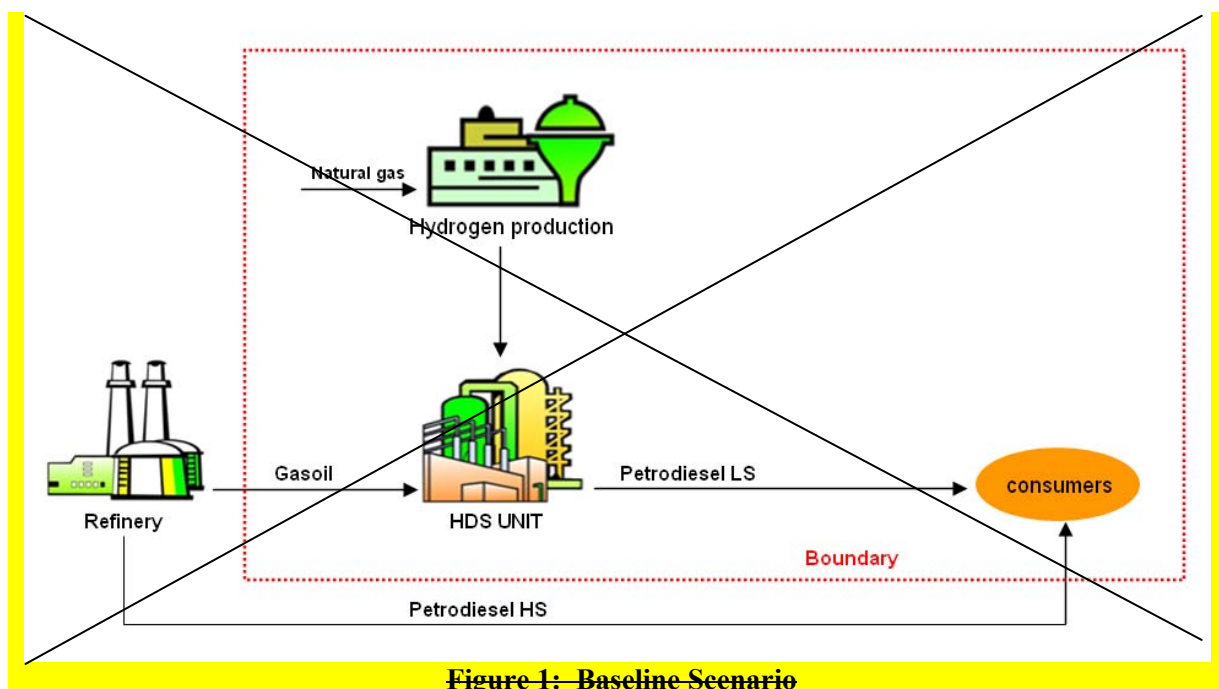 Natural gas
Hydrogen production
Gasoil
Petrodiesel LS
consumers
Refinery
HDS UNIT
Boundary
Petrodiesel HS
Figure 1: Baseline Scenario